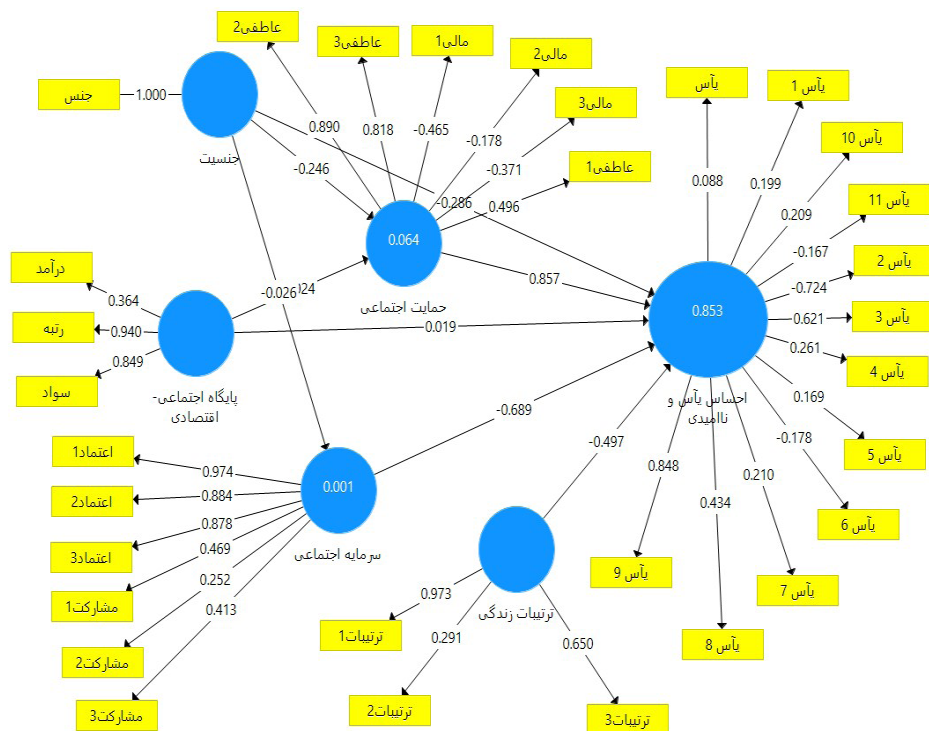 عاطفی2
عاطفی3
مالی1
مالی2
مالی3
عاطفی1
جنس
1.000
جنسیت
0.890
0.818
-0.465
-0.178
-0.371
0.496
-0.246
-0.286
0.064
حمایت اجتماعی
یأس
یأس 1
یأس 10
یأس 11
یأس 2
یأس 3
یأس 4
یأس 5
یأس 6
یأس 7
یأس 8
یأس 9
0.088
0.199
0.209
-0.167
-0.724
0.621
0.261
0.169
-0.178
0.210
0.434
0.848
0.853
احساس یأس و
ناامیدی
درآمد
رتبه
سواد
0.364
0.940
0.849
پایگاه اجتماعی-
اقتصادی
-0.026
24
0.857
0.019
-0.689
-0.497
اعتماد1
اعتماد2
اعتماد3
مشارکت1
مشارکت2
مشارکت3
0.974
0.884
0.878
0.469
0.252
0.413
0.001
سرمایه اجتماعی
ترتیبات زندگی
0.973
0.291
0.650
ترتیبات1
ترتیبات2
ترتیبات3